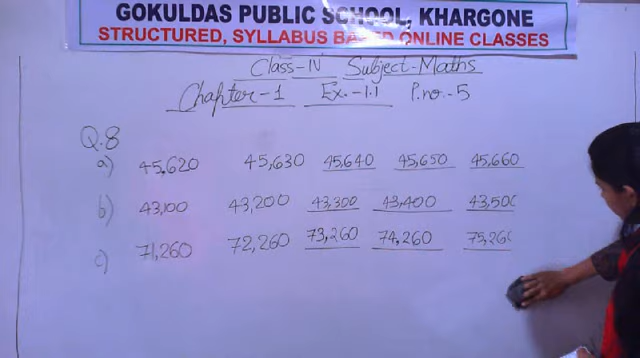 GOKULDAS PUBLIC SCHOOL, KHARGONE
STRUCTURED, SYLLABUS BASED ONLINE CLASSES
Class-IV Subject-Maths
Chapter-1 Ex.-1.1 P.no.-5
Q.8
a) 45,620 45,630 45,640 45,650 45,660
b) 43,100 43,200 43,300 43,400 43,500
c) 71,260 72,260 73,260 74,260 75,260